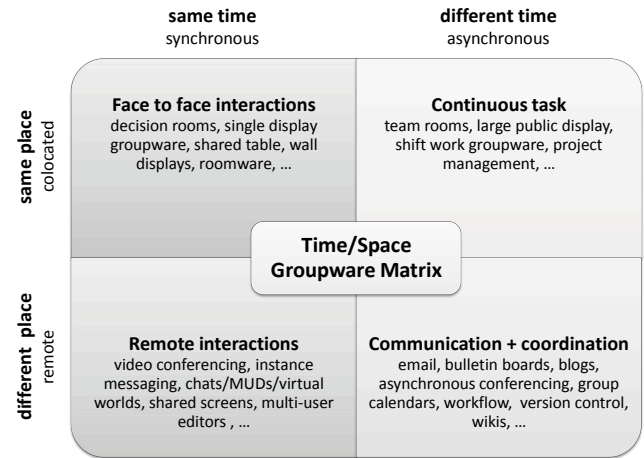 same time
synchronous
different time
asynchronous
same place
colocated
Face to face interactions
decision rooms, single display
groupware, shared table, wall
displays, roomware, ...
Continuous task
team rooms, large public display,
shift work groupware, project
management, ...
Time/Space
Groupware Matrix
different  place
remote
Remote interactions
video conferencing, instance
messaging, chats/MUDs/virtual
worlds, shared screens, multi-user
editors , ...
Communication + coordination
email, bulletin boards, blogs,
asynchronous conferencing, group
calendars, workflow,  version control,
wikis, ...